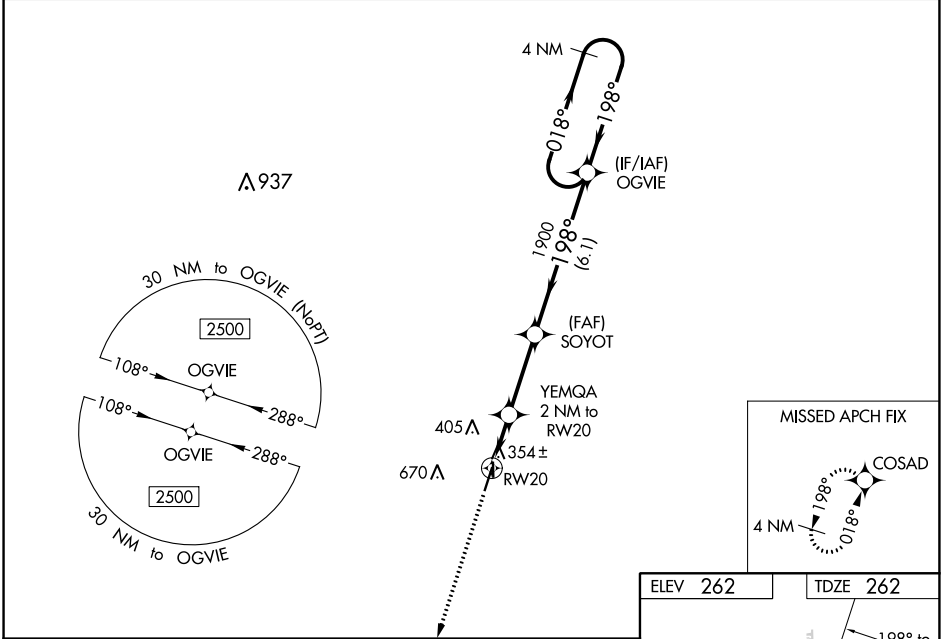 4 NM
018°
198°
(IF/IAF)
OGVIE
937
1900
198°
(6.1)
30 NM to OGVIE (NoPT)
2500
OGVIE
108°
288°
108°
288°
OGVIE
2500
30 NM to OGVIE
(FAF)
SOYOT
YEMQA
2 NM to
RW20
405
354±
670
RW20
MISSED APCH FIX
COSAD
198°
018°
4 NM
ELEV 262
TDZE 262
198° to